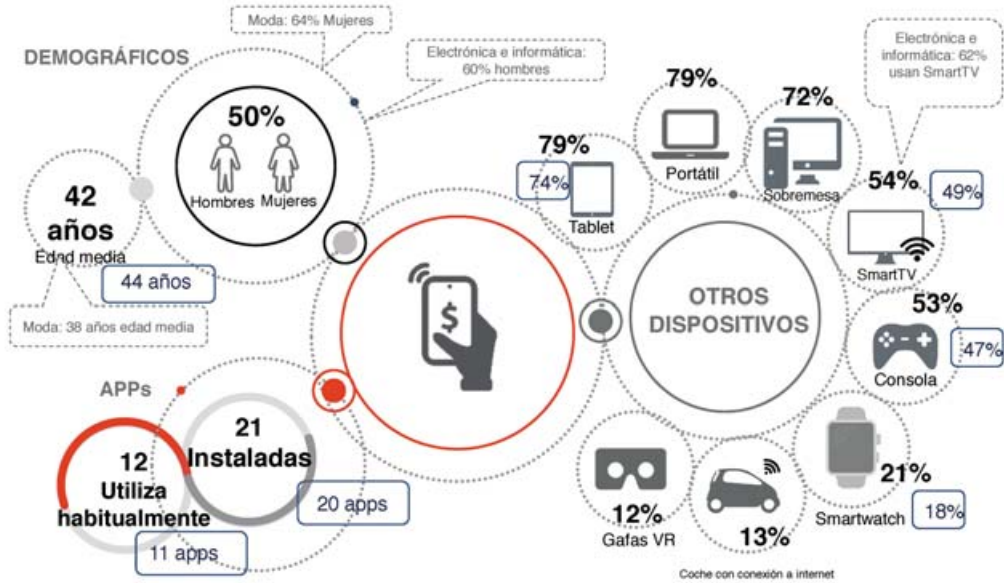 Moda: 64% Mujeres
DEMOGRÁFICOS
Electrónica e informática:
60% hombres
50%
Hombres Mujeres
42
años
Edad media
44 años
Moda: 38 años edad media
APPs
12
Utiliza
habitualmente
11 apps
21
Instaladas
20 apps
$
OTROS
DISPOSITIVOS
79%
74%
Tablet
79%
Portátil
72%
Sobremesa
Electrónica e
informática: 62%
usan SmartTV
54%
49%
SmartTV
53%
47%
Consola
21%
Smartwatch
18%
13%
Coche con conexión a internet
12%
Gafas VR